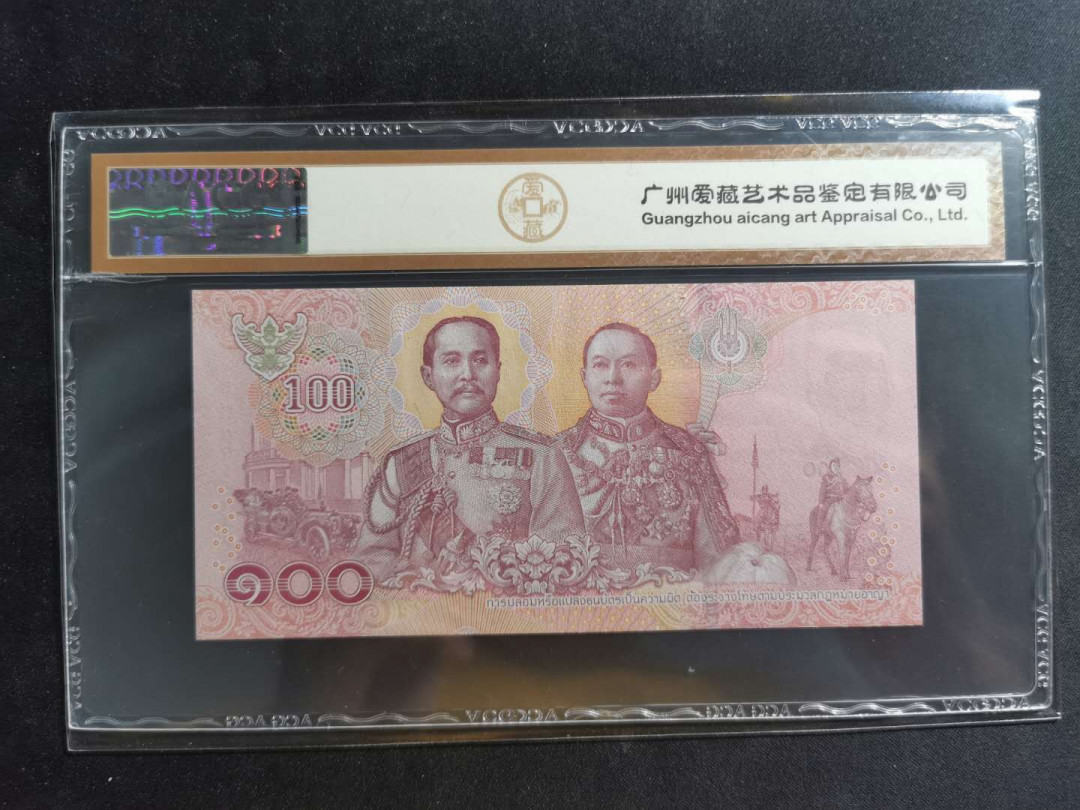 爱
藏
广州爱藏艺术品鉴定有限公司
Guangzhou aicang art Appraisal Co., Ltd.
100
๑๐๐
การปลอมหรือแปลงธนบัตรเป็นความผิด ต้องระวางโทษตามประมวลกฎหมายอาญา